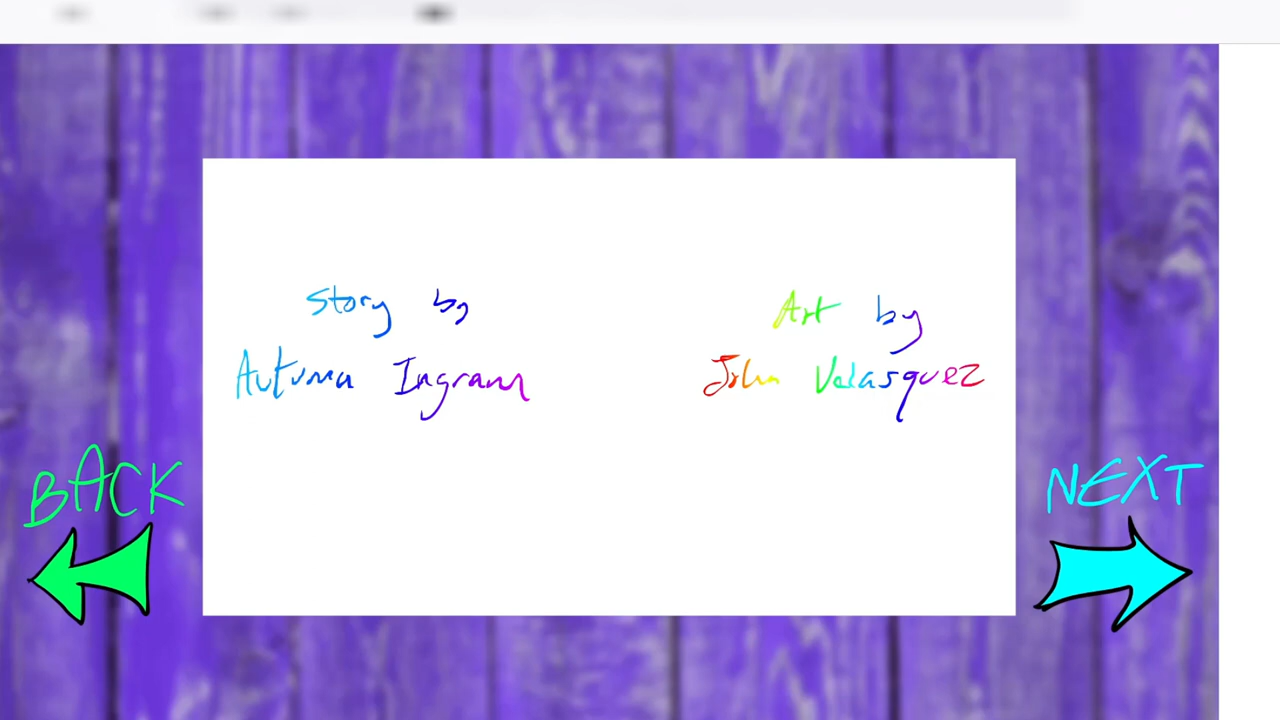 Story by
Autumn Ingram
Art by
John Velasquez
BACK
NEXT